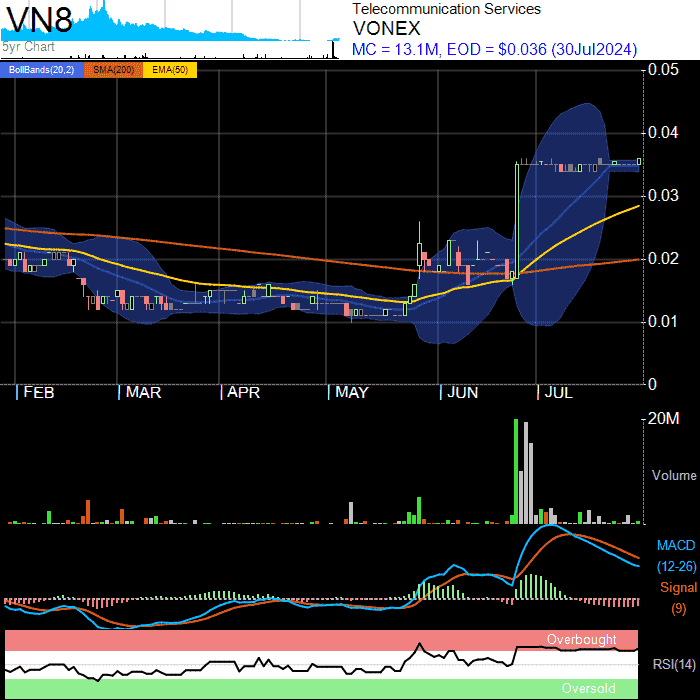 VN8
5yr Chart
Telecommunication Services
VONEX
MC = 13.1M, EOD = $0.036 (30Jul2024)
BollBands(20,2) SMA(200) EMA(50)
0.05
0.04
0.03
0.02
0.01
0
FEB MAR APR MAY JUN JUL
20M
Volume
MACD
(12-26)
Signal
(9)
Overbought
RSI(14)
Oversold